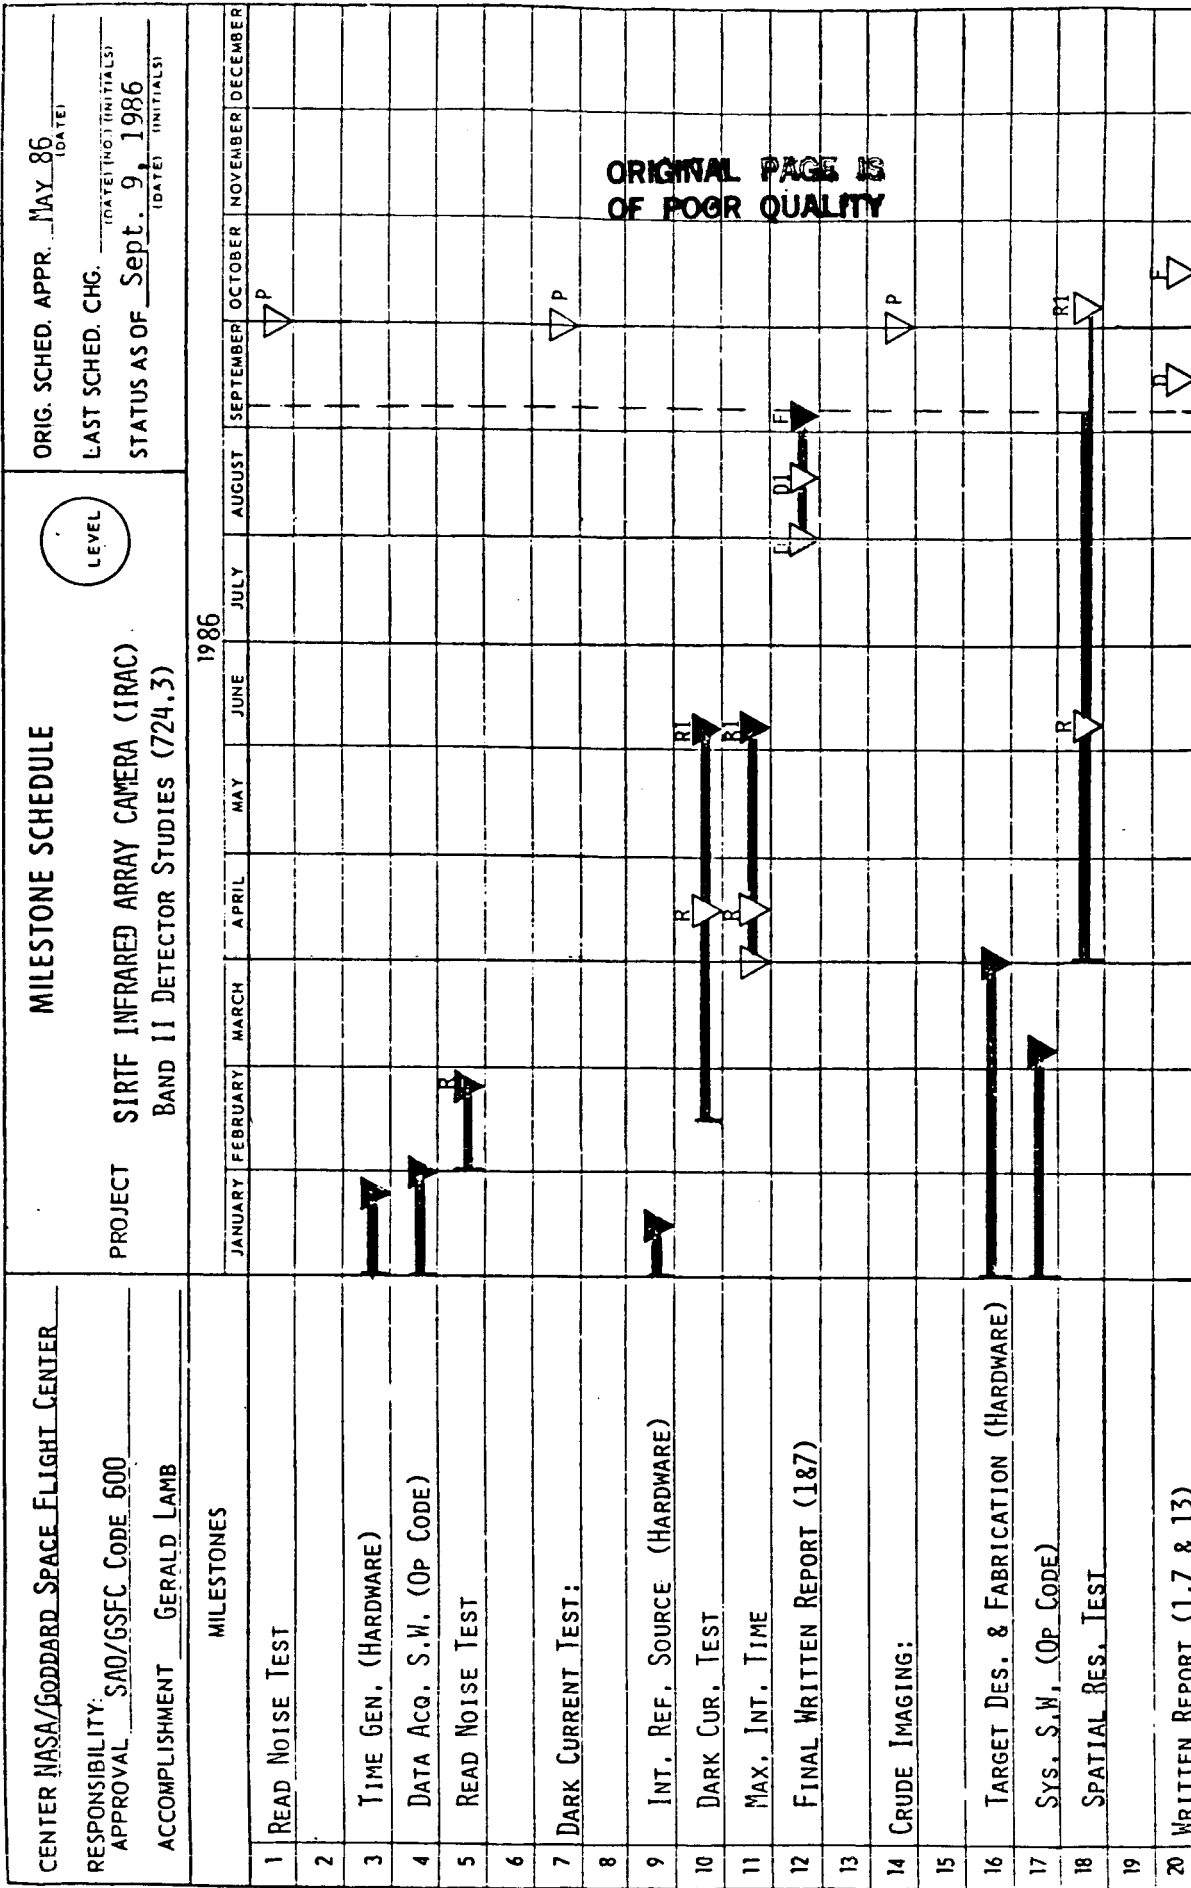 CENTER NASA/GODDARD SPACE FLIGHT CENTER
RESPONSIBILITY:
APPROVAL SAO/GSFC CODE 600
ACCOMPLISHMENT GERALD LAMB
MILESTONE SCHEDULE
LEVEL
PROJECT SIRTF INFRARED ARRAY CAMERA (IRAC)
BAND II DETECTOR STUDIES (724.3)
ORIG. SCHED. APPR. MAY 86
(DATE)
LAST SCHED. CHG.
(DATE) (NO.) (INITIALS)
STATUS AS OF Sept. 9, 1986
(DATE) (INITIALS)
MILESTONES
1986
JANUARY FEBRUARY MARCH APRIL MAY JUNE JULY AUGUST SEPTEMBER OCTOBER NOVEMBER DECEMBER
1 READ NOISE TEST P
2
3 TIME GEN. (HARDWARE)
4 DATA ACQ. S.W. (OP CODE)
5 READ NOISE TEST R
6
7 DARK CURRENT TEST: P
8
9 INT. REF. SOURCE (HARDWARE)
10 DARK CUR. TEST R R1
11 MAX. INT. TIME R R1
12 FINAL WRITTEN REPORT (1&7) D1 F
13
14 CRUDE IMAGING: P
15
16 TARGET DES. & FABRICATION (HARDWARE)
17 SYS. S.W. (OP CODE)
18 SPATIAL RES. TEST R R1
19
20 WRITTEN REPORT (1,7 & 13) D F
ORIGINAL PAGE IS
OF POOR QUALITY